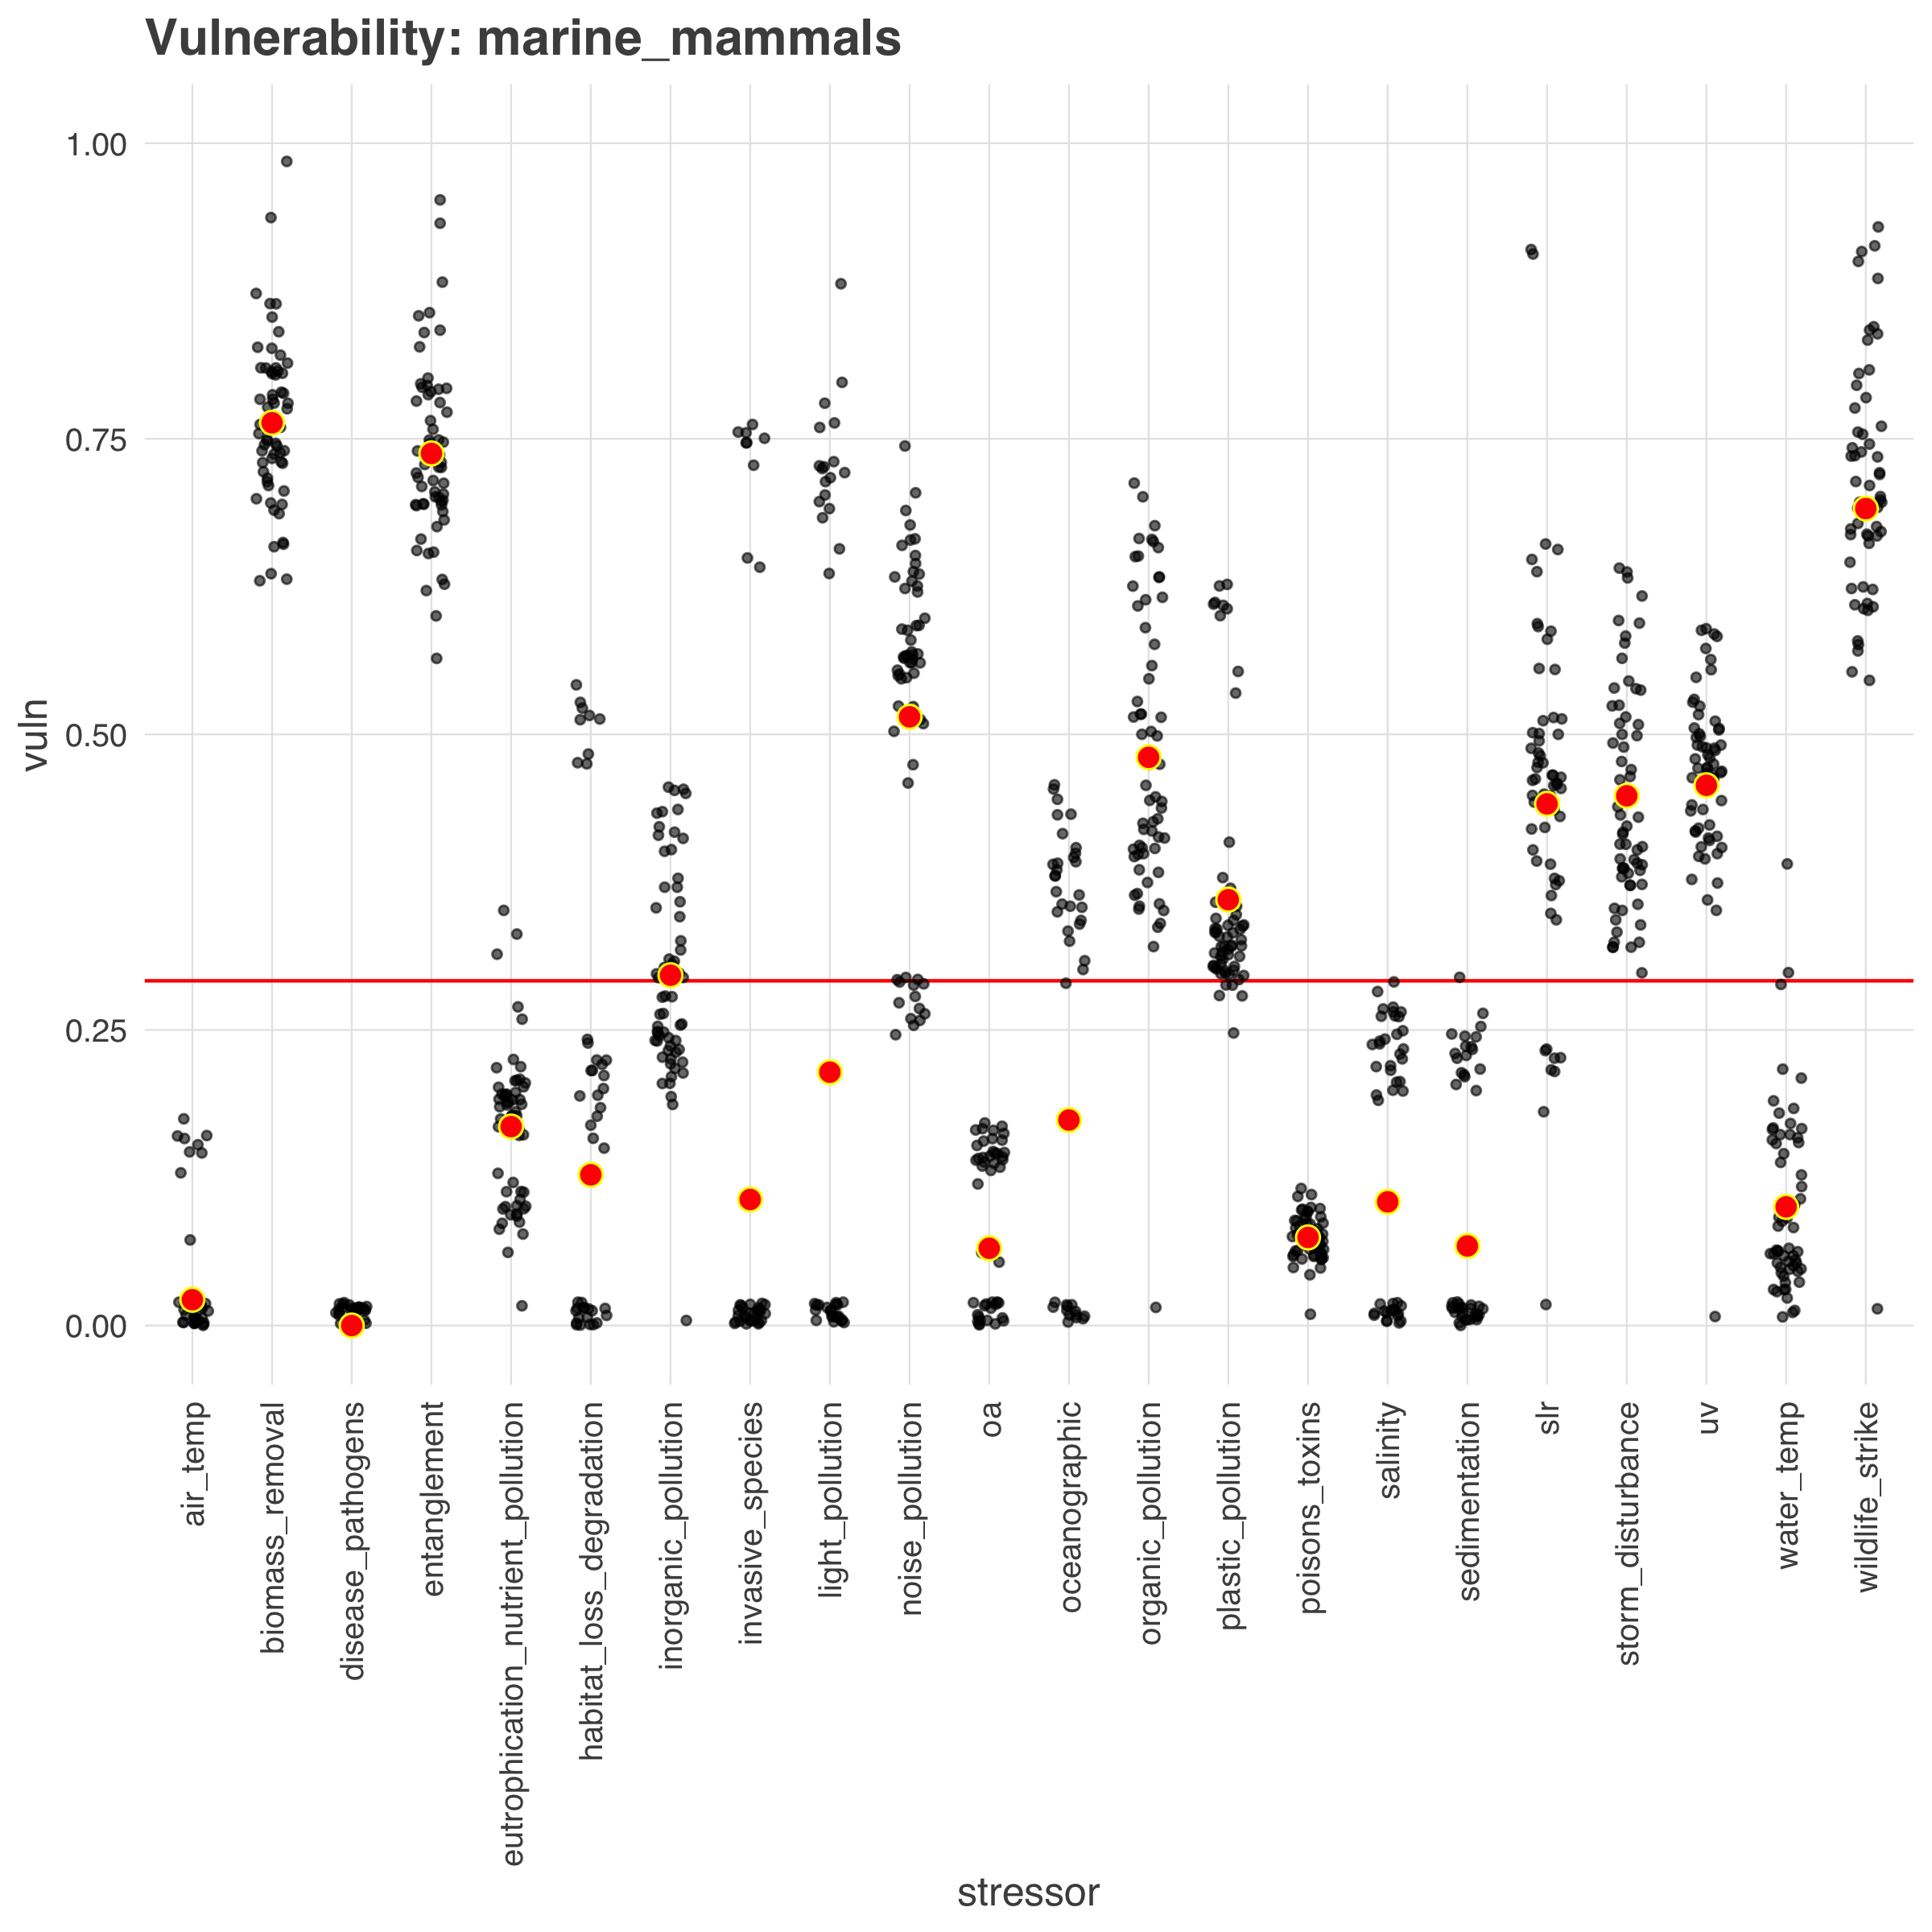 Vulnerability: marine_mammals
1.00
0.75
0.50
0.25
0.00
vuln
air_temp
biomass_removal
disease_pathogens
entanglement
eutrophication_nutrient_pollution
habitat_loss_degradation
inorganic_pollution
invasive_species
light_pollution
noise_pollution
oa
oceanographic
organic_pollution
plastic_pollution
poisons_toxins
salinity
sedimentation
slr
storm_disturbance
uv
water_temp
wildlife_strike
stressor